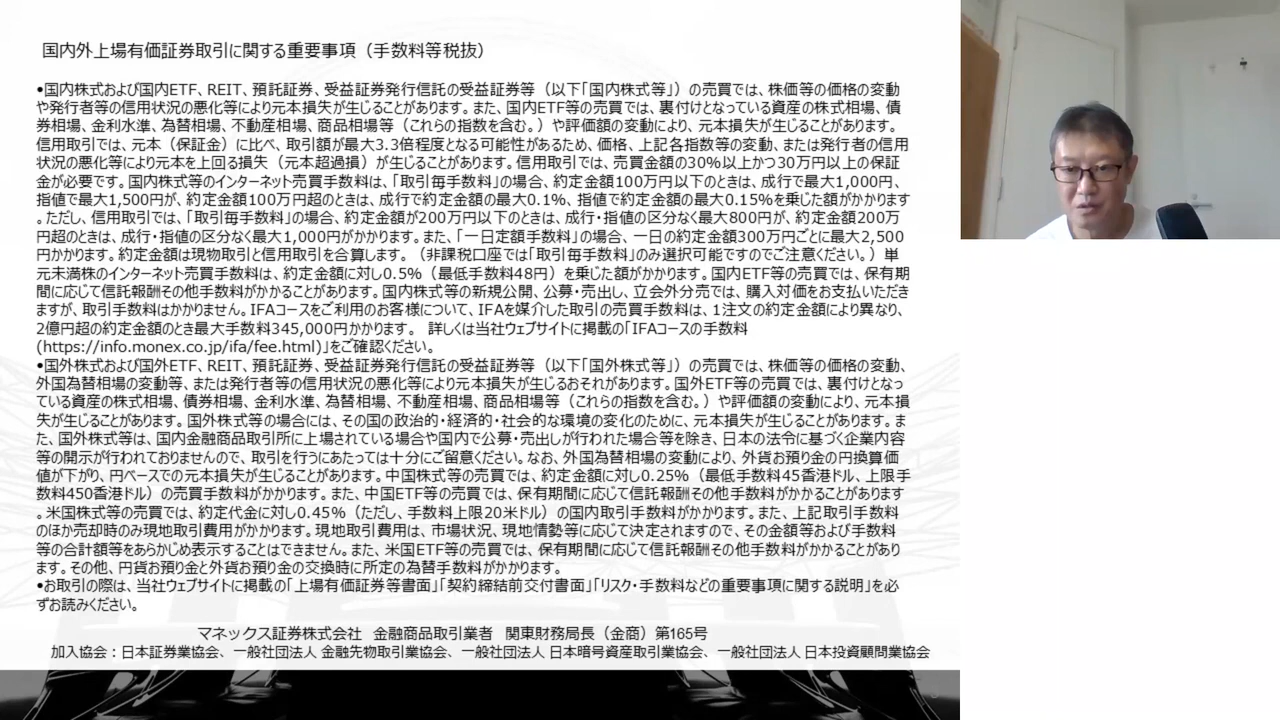 国内外上場有価証券取引に関する重要事項（手数料等税抜）
•国内株式および国内ETF、REIT、預託証券、受益証券発行信託の受益証券等（以下「国内株式等」）の売買では、株価等の価格の変動
や発行者等の信用状況の悪化等により元本損失が生じることがあります。また、国内ETF等の売買では、裏付けとなっている資産の株式相場、債
券相場、金利水準、為替相場、不動産相場、商品相場等（これらの指数を含む。）や評価額の変動により、元本損失が生じることがあります。
信用取引では、元本（保証金）に比べ、取引額が最大3.3倍程度となる可能性があるため、価格、上記各指数等の変動、または発行者の信用
状況の悪化等により元本を上回る損失（元本超過損）が生じることがあります。信用取引では、売買金額の30%以上かつ30万円以上の保証
金が必要です。国内株式等のインターネット売買手数料は、「取引毎手数料」の場合、約定金額100万円以下のときは、成行で最大1,000円、
指値で最大1,500円が、約定金額100万円超のときは、成行で約定金額の最大0.1%、指値で約定金額の最大0.15%を乗じた額がかかります
。ただし、信用取引では、「取引毎手数料」の場合、約定金額が200万円以下のときは、成行・指値の区分なく最大800円が、約定金額200万
円超のときは、成行・指値の区分なく最大1,000円がかかります。また、「一日定額手数料」の場合、一日の約定金額300万円ごとに最大2,500
円かかります。約定金額は現物取引と信用取引を合算します。（非課税口座では「取引毎手数料」のみ選択可能ですのでご注意ください。）単
元未満株のインターネット売買手数料は、約定金額に対し0.5%（最低手数料48円）を乗じた額がかかります。国内ETF等の売買では、保有期
間に応じて信託報酬その他手数料がかかることがあります。国内株式等の新規公開、公募・売出し、立会外分売では、購入対価をお支払いただき
ますが、取引手数料はかかりません。IFAコースをご利用のお客様について、IFAを媒介した取引の売買手数料は、1注文の約定金額により異なり、
2億円超の約定金額のとき最大手数料345,000円かかります。 詳しくは当社ウェブサイトに掲載の「IFAコースの手数料
(https://info.monex.co.jp/ifa/fee.html)」をご確認ください。
•国外株式および国外ETF、REIT、預託証券、受益証券発行信託の受益証券等（以下「国外株式等」）の売買では、株価等の価格の変動、
外国為替相場の変動等、または発行者等の信用状況の悪化等により元本損失が生じるおそれがあります。国外ETF等の売買では、裏付けとなっ
ている資産の株式相場、債券相場、金利水準、為替相場、不動産相場、商品相場等（これらの指数を含む。）や評価額の変動により、元本損
失が生じることがあります。国外株式等の場合には、その国の政治的・経済的・社会的な環境の変化のために、元本損失が生じることがあります。ま
た、国外株式等は、国内金融商品取引所に上場されている場合や国内で公募・売出しが行われた場合等を除き、日本の法令に基づく企業内容
等の開示が行われておりませんので、取引を行うにあたっては十分にご留意ください。なお、外国為替相場の変動により、外貨お預り金の円換算価
値が下がり、円ベースでの元本損失が生じることがあります。中国株式等の売買では、約定金額に対し0.25%（最低手数料45香港ドル、上限手
数料450香港ドル）の売買手数料がかかります。また、中国ETF等の売買では、保有期間に応じて信託報酬その他手数料がかかることがあります
。米国株式等の売買では、約定代金に対し0.45%（ただし、手数料上限20米ドル）の国内取引手数料がかかります。また、上記取引手数料
のほか売却時のみ現地取引費用がかかります。現地取引費用は、市場状況、現地情勢等に応じて決定されますので、その金額等および手数料
等の合計額等をあらかじめ表示することはできません。また、米国ETF等の売買では、保有期間に応じて信託報酬その他手数料がかかることがあり
ます。その他、円貨お預り金と外貨お預り金の交換時に所定の為替手数料がかかります。
•お取引の際は、当社ウェブサイトに掲載の「上場有価証券等書面」「契約締結前交付書面」「リスク・手数料などの重要事項に関する説明」を必
ずお読みください。
マネックス証券株式会社 金融商品取引業者 関東財務局長（金商）第165号
加入協会：日本証券業協会、一般社団法人 金融先物取引業協会、一般社団法人 日本暗号資産取引業協会、一般社団法人 日本投資顧問業協会